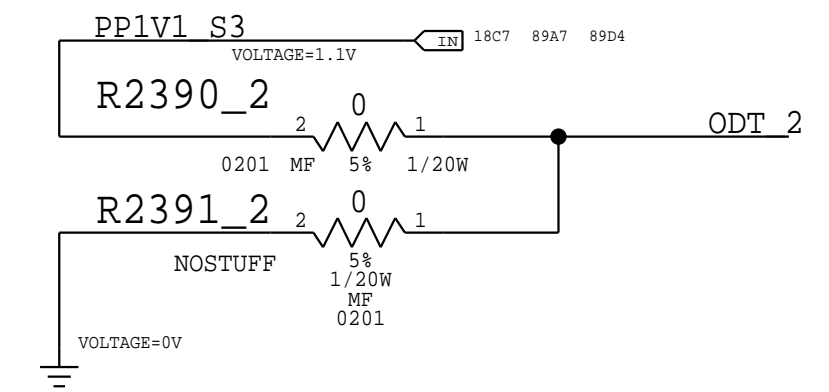 PP1V1_S3
VOLTAGE=1.1V
IN 18C7 89A7 89D4
R2390_2
0
2 1
ODT_2
0201 MF 5% 1/20W
R2391_2
0
2 1
NOSTUFF
5%
1/20W
MF
0201
VOLTAGE=0V